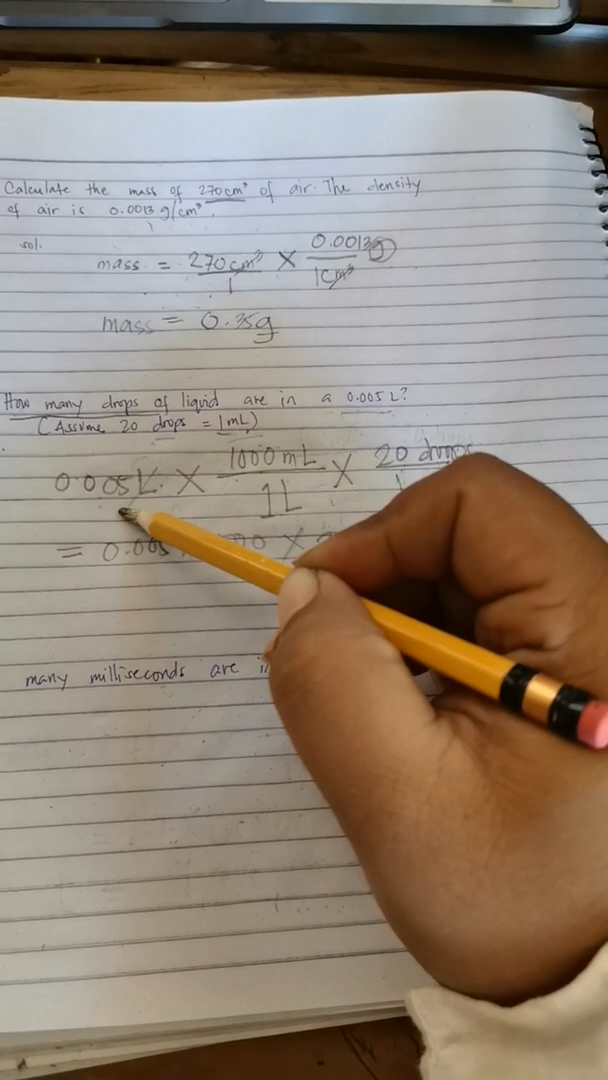 Calculate the mass of 270cm³ of air. The density
of air is 0.0013 g/cm³.
sol.
mass = 270cm³/1 × 0.0013g/1cm³
mass = 0.35g
How many drops of liquid are in a 0.005 L?
(Assume 20 drops = 1mL)
0.005L × 1000mL/1L × 20 drops
= 0.005 ×
many milliseconds are